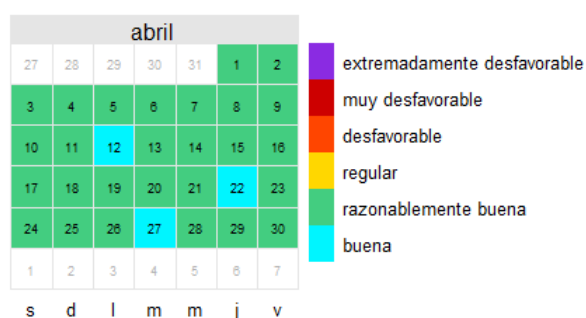 abril
27 28 29 30 31 1 2
3 4 5 6 7 8 9
10 11 12 13 14 15 16
17 18 19 20 21 22 23
24 25 26 27 28 29 30
1 2 3 4 5 6 7
s d l m m j v
extremadamente desfavorable
muy desfavorable
desfavorable
regular
razonablemente buena
buena